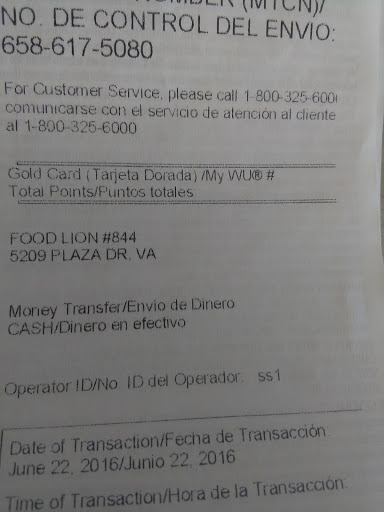 NUMBER (MTCN)/
NO. DE CONTROL DEL ENVIO:
658-617-5080
For Customer Service, please call 1-800-325-600
comunicarse con el servicio de atención al cliente
al 1-800-325-6000
Gold Card (Tarjeta Dorada) /My WU® #
Total Points/Puntos totales
FOOD LION #844
5209 PLAZA DR, VA
Money Transfer/Envio de Dinero
CASH/Dinero en efectivo
Operator ID/No. ID del Operador: ss1
Date of Transaction/Fecha de Transacción:
June 22, 2016/Junio 22, 2016
Time of Transaction/Hora de la Transacción: